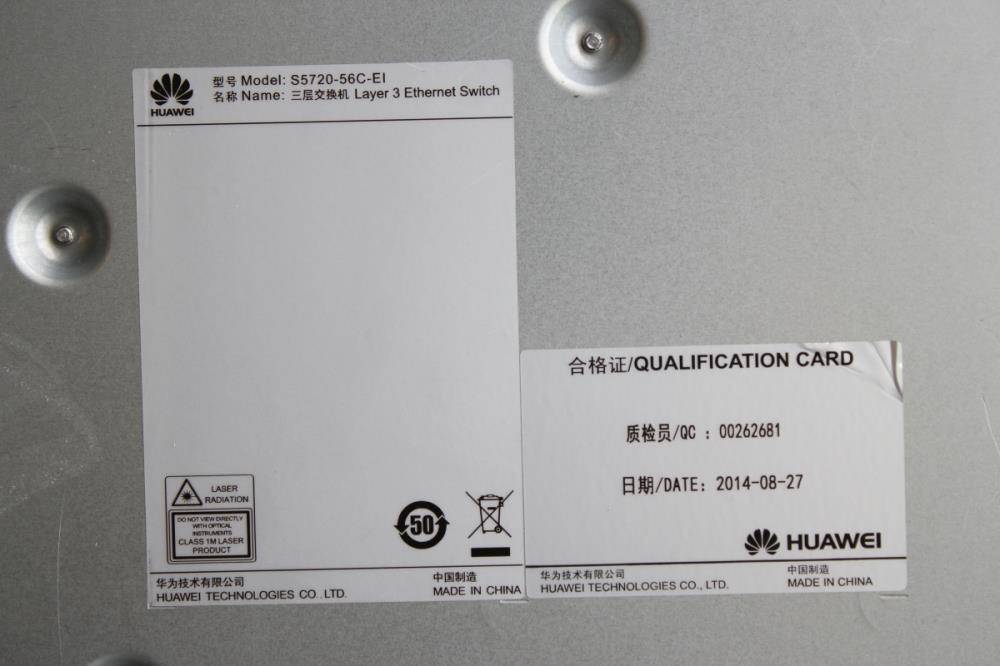 HUAWEI
型号 Model: S5720-56C-EI
名称 Name: 三层交换机 Layer 3 Ethernet Switch
LASER
RADIATION
DO NOT VIEW DIRECTLY
WITH OPTICAL
INSTRUMENTS
CLASS 1M LASER
PRODUCT
50
华为技术有限公司
HUAWEI TECHNOLOGIES CO., LTD.
中国制造
MADE IN CHINA
合格证/QUALIFICATION CARD
质检员/QC : 00262681
日期/DATE: 2014-08-27
HUAWEI
华为技术有限公司
HUAWEI TECHNOLOGIES CO., LTD.
中国制造
MADE IN CHINA